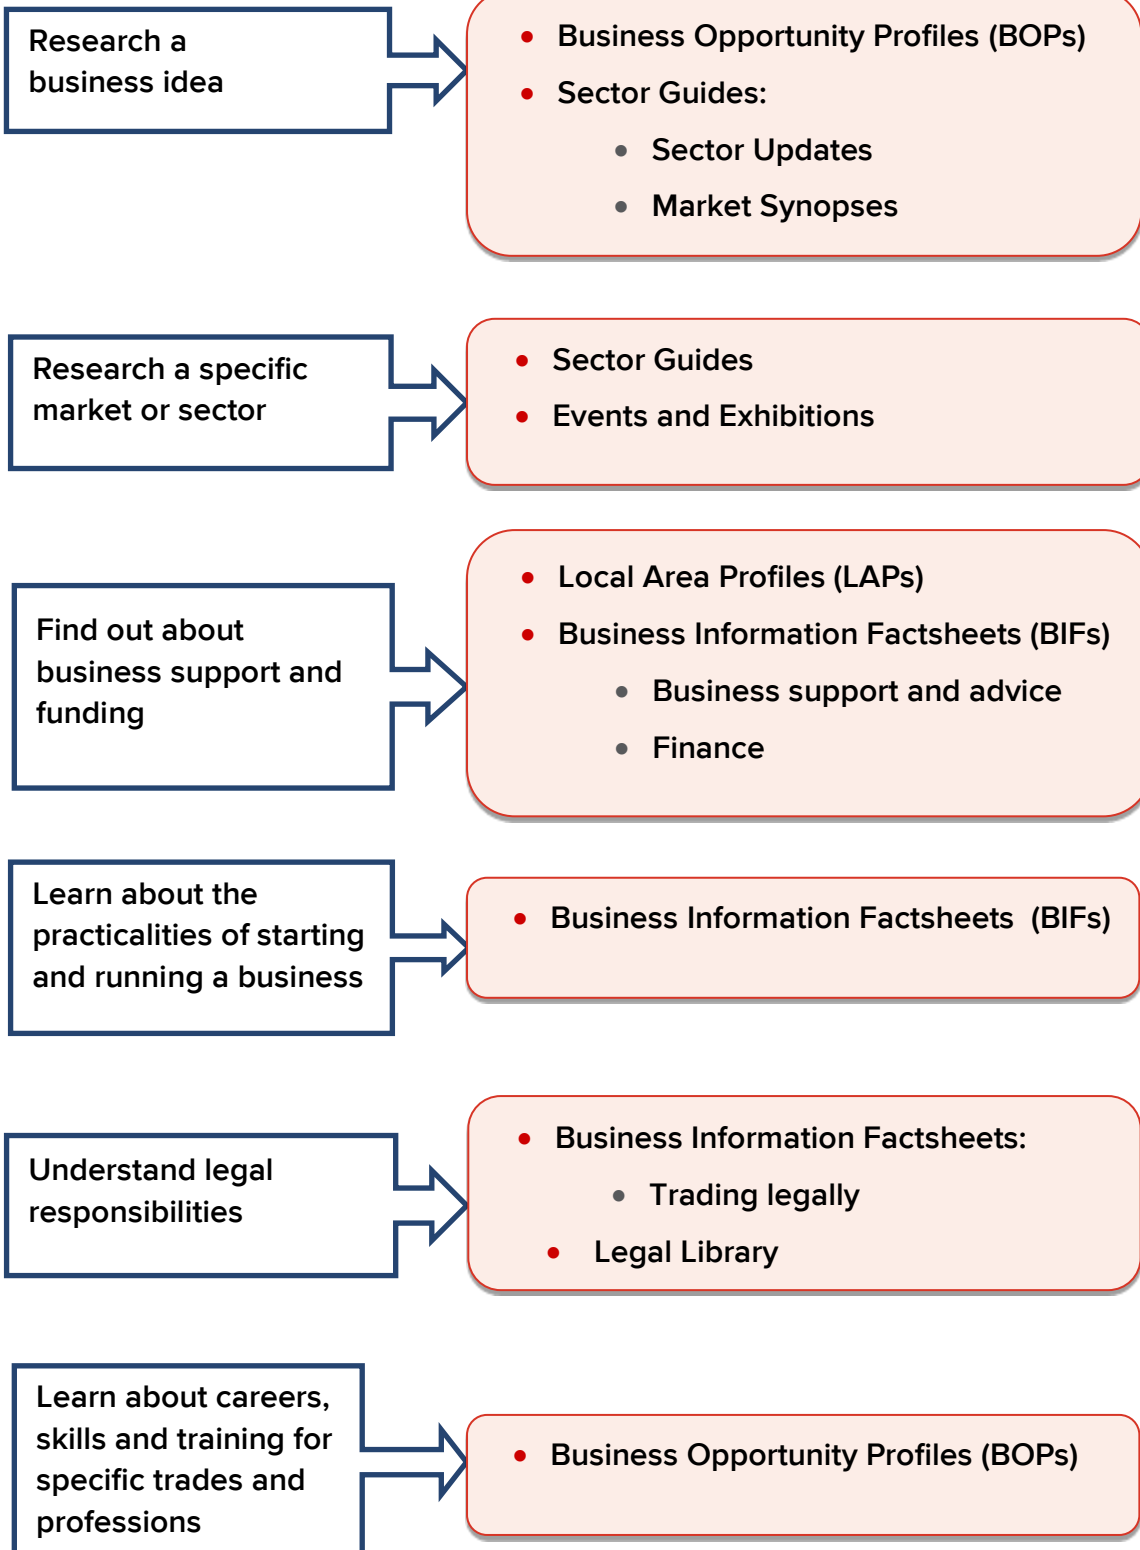 Research a
business idea
Business Opportunity Profiles (BOPs)
Sector Guides:
Sector Updates
Market Synopses
Research a specific
market or sector
Sector Guides
Events and Exhibitions
Find out about
business support and
funding
Local Area Profiles (LAPs)
Business Information Factsheets (BIFs)
Business support and advice
Finance
Learn about the
practicalities of starting
and running a business
Business Information Factsheets (BIFs)
Understand legal
responsibilities
Business Information Factsheets:
Trading legally
Legal Library
Learn about careers,
skills and training for
specific trades and
professions
Business Opportunity Profiles (BOPs)